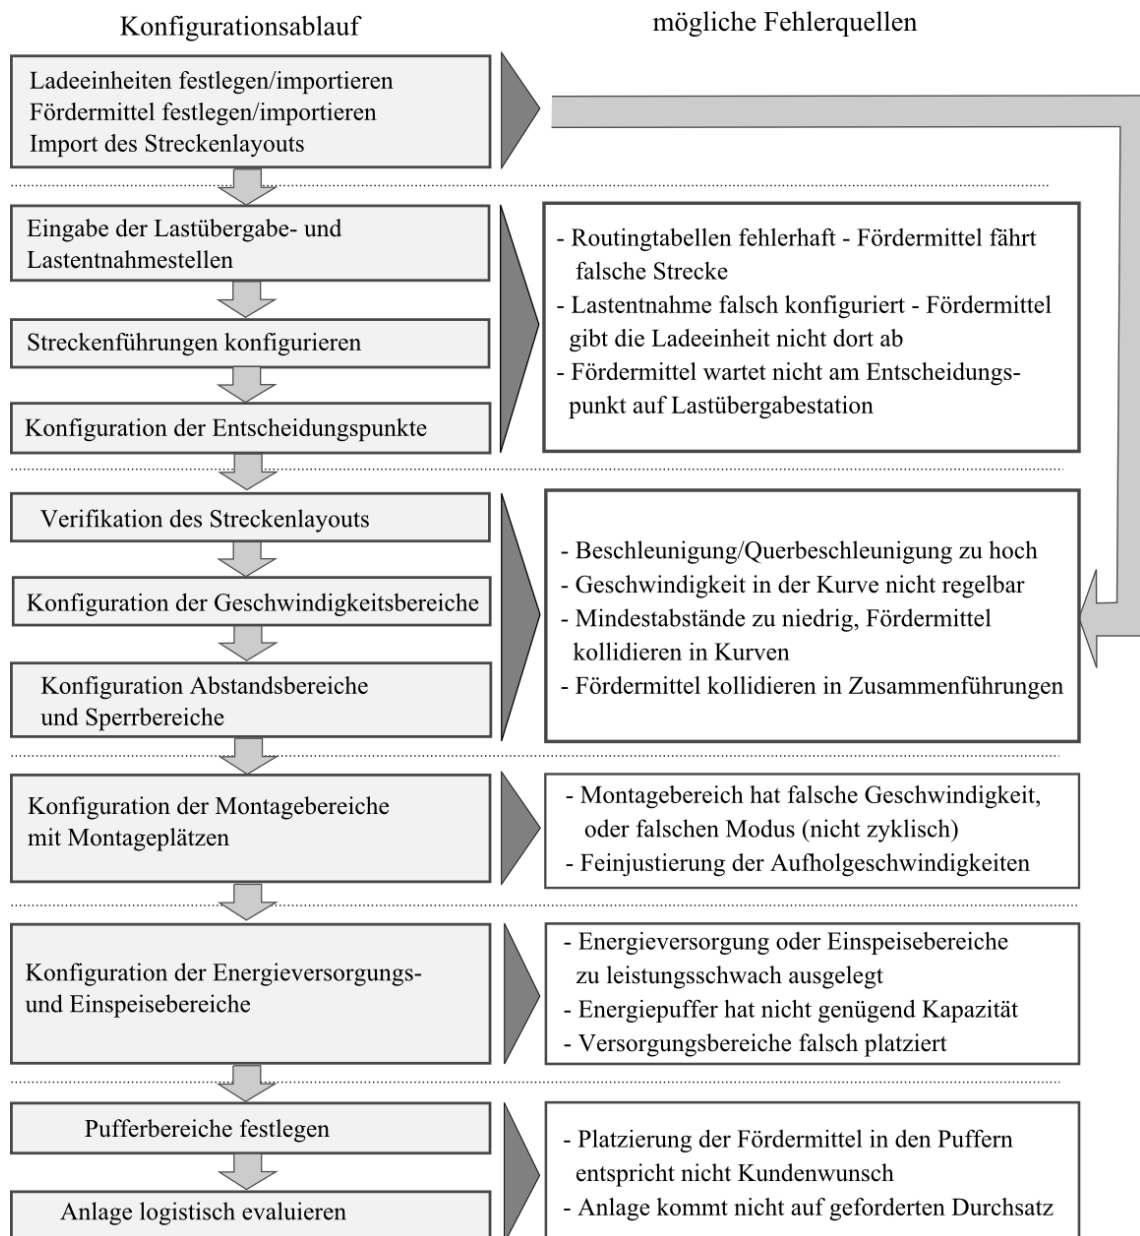 Konfigurationsablauf
mögliche Fehlerquellen
Ladeeinheiten festlegen/importieren
Fördermittel festlegen/importieren
Import des Streckenlayouts
Eingabe der Lastübergabe- und
Lastentnahmestellen
Streckenführungen konfigurieren
Konfiguration der Entscheidungspunkte
- Routingtabellen fehlerhaft - Fördermittel fährt
falsche Strecke
- Lastentnahme falsch konfiguriert - Fördermittel
gibt die Ladeeinheit nicht dort ab
- Fördermittel wartet nicht am Entscheidungs-
punkt auf Lastübergabestation
Verifikation des Streckenlayouts
Konfiguration der Geschwindigkeitsbereiche
Konfiguration Abstandsbereiche
und Sperrbereiche
- Beschleunigung/Querbeschleunigung zu hoch
- Geschwindigkeit in der Kurve nicht regelbar
- Mindestabstände zu niedrig, Fördermittel
kollidieren in Kurven
- Fördermittel kollidieren in Zusammenführungen
Konfiguration der Montagebereiche
mit Montageplätzen
- Montagebereich hat falsche Geschwindigkeit,
oder falschen Modus (nicht zyklisch)
- Feinjustierung der Aufholgeschwindigkeiten
Konfiguration der Energieversorgungs-
und Einspeisebereiche
- Energieversorgung oder Einspeisebereiche
zu leistungsschwach ausgelegt
- Energiepuffer hat nicht genügend Kapazität
- Versorgungsbereiche falsch platziert
Pufferbereiche festlegen
Anlage logistisch evaluieren
- Platzierung der Fördermittel in den Puffern
entspricht nicht Kundenwunsch
- Anlage kommt nicht auf geforderten Durchsatz